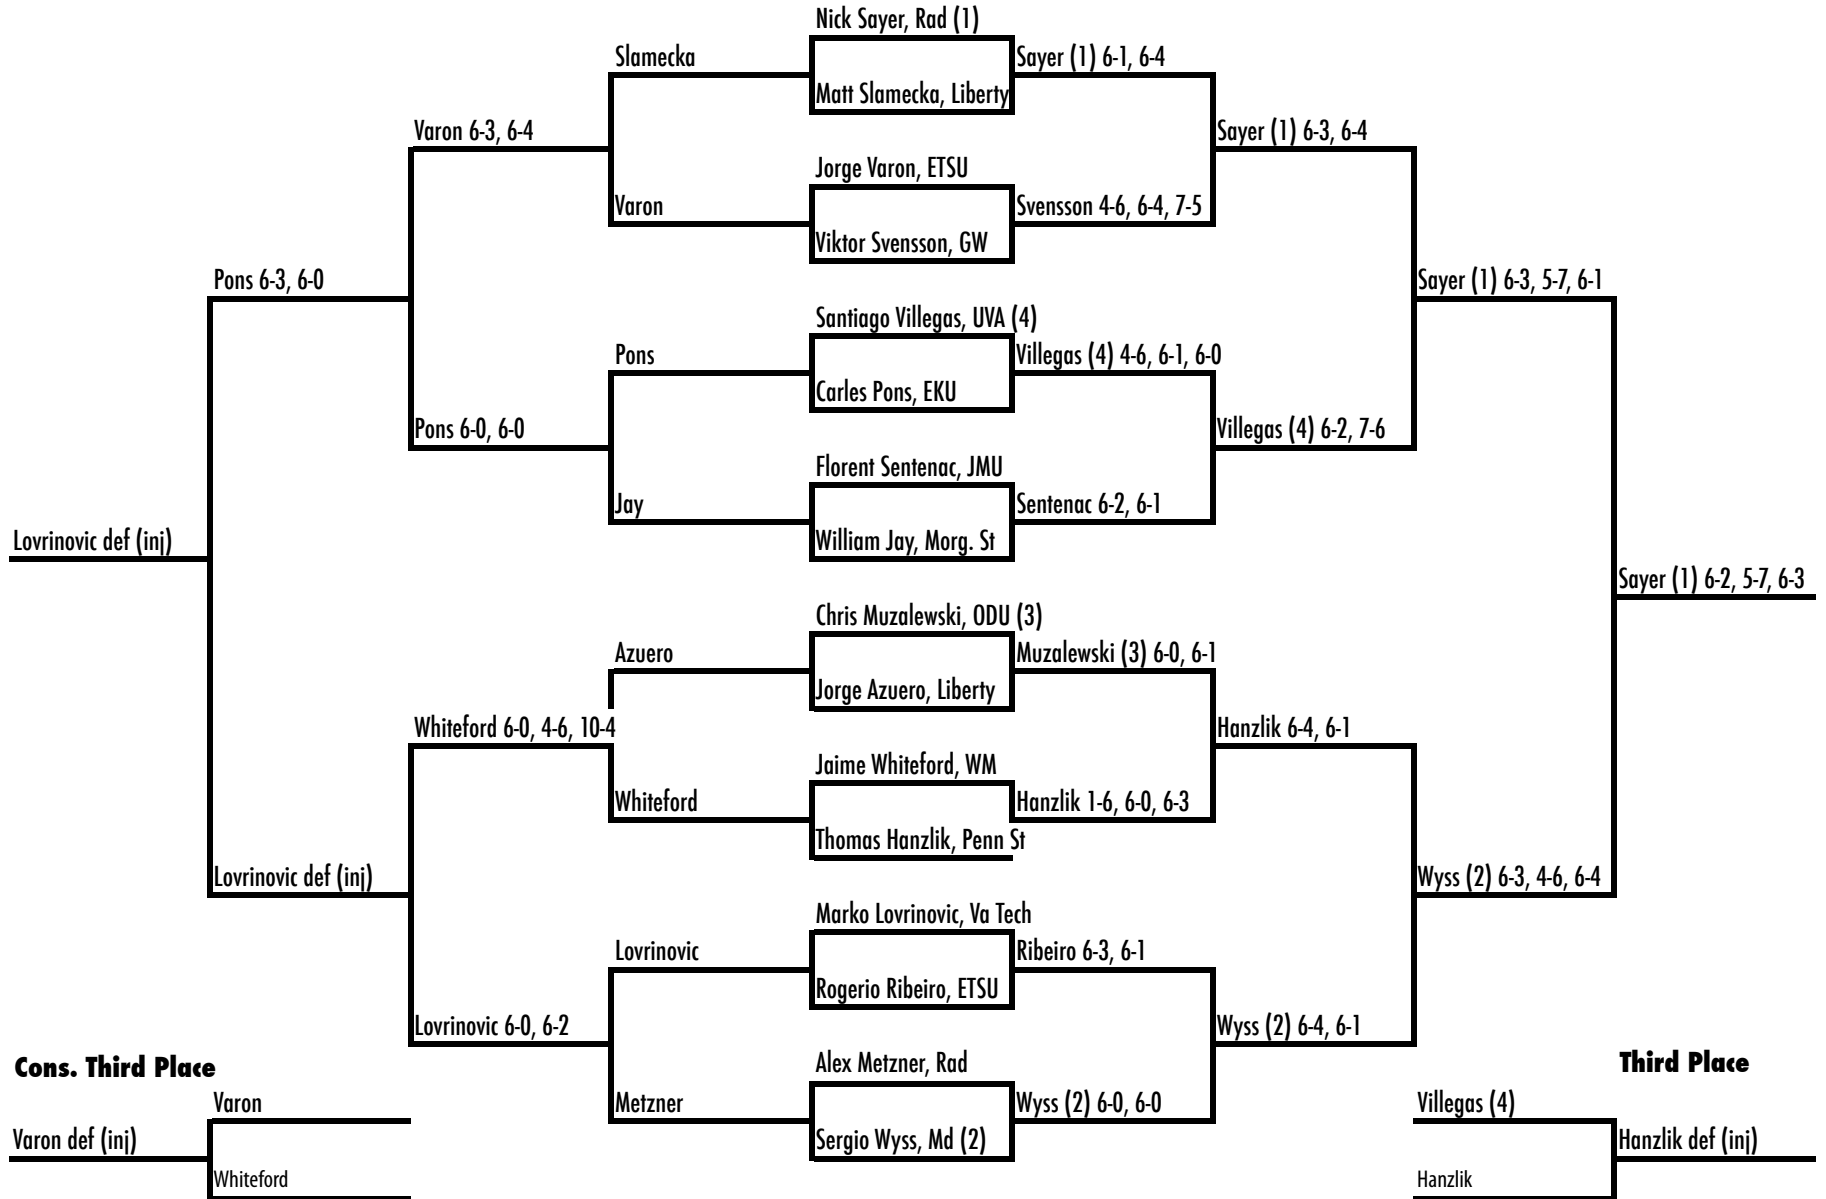 Nick Sayer, Rad (1)
Slamecka
Sayer (1) 6-1, 6-4
Matt Slamecka, Liberty
Varon 6-3, 6-4
Sayer (1) 6-3, 6-4
Jorge Varon, ETSU
Varon
Svensson 4-6, 6-4, 7-5
Viktor Svensson, GW
Pons 6-3, 6-0
Sayer (1) 6-3, 5-7, 6-1
Santiago Villegas, UVA (4)
Pons
Villegas (4) 4-6, 6-1, 6-0
Carles Pons, EKU
Pons 6-0, 6-0
Villegas (4) 6-2, 7-6
Florent Sentenac, JMU
Jay
Sentenac 6-2, 6-1
William Jay, Morg. St
Lovrinovic def (inj)
Sayer (1) 6-2, 5-7, 6-3
Chris Muzalewski, ODU (3)
Azuero
Muzalewski (3) 6-0, 6-1
Jorge Azuero, Liberty
Whiteford 6-0, 4-6, 10-4
Hanzlik 6-4, 6-1
Jaime Whiteford, WM
Whiteford
Hanzlik 1-6, 6-0, 6-3
Thomas Hanzlik, Penn St
Lovrinovic def (inj)
Wyss (2) 6-3, 4-6, 6-4
Marko Lovrinovic, Va Tech
Lovrinovic
Ribeiro 6-3, 6-1
Rogerio Ribeiro, ETSU
Lovrinovic 6-0, 6-2
Wyss (2) 6-4, 6-1
Alex Metzner, Rad
Metzner
Wyss (2) 6-0, 6-0
Sergio Wyss, Md (2)
Cons. Third Place
Varon
Varon def (inj)
Whiteford
Third Place
Villegas (4)
Hanzlik def (inj)
Hanzlik